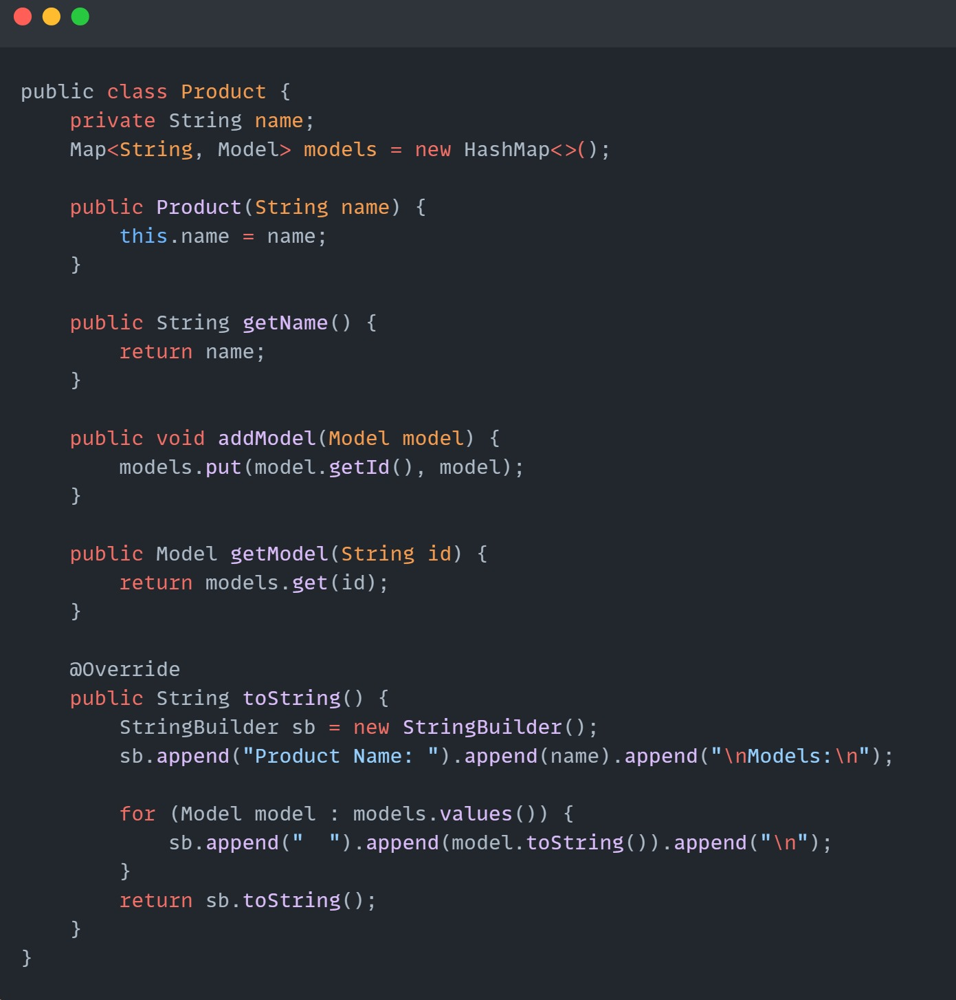 public class Product {
    private String name;
    Map<String, Model> models = new HashMap<>();

    public Product(String name) {
        this.name = name;
    }

    public String getName() {
        return name;
    }

    public void addModel(Model model) {
        models.put(model.getId(), model);
    }

    public Model getModel(String id) {
        return models.get(id);
    }

    @Override
    public String toString() {
        StringBuilder sb = new StringBuilder();
        sb.append("Product Name: ").append(name).append("\nModels:\n");

        for (Model model : models.values()) {
            sb.append("  ").append(model.toString()).append("\n");
        }
        return sb.toString();
    }
}